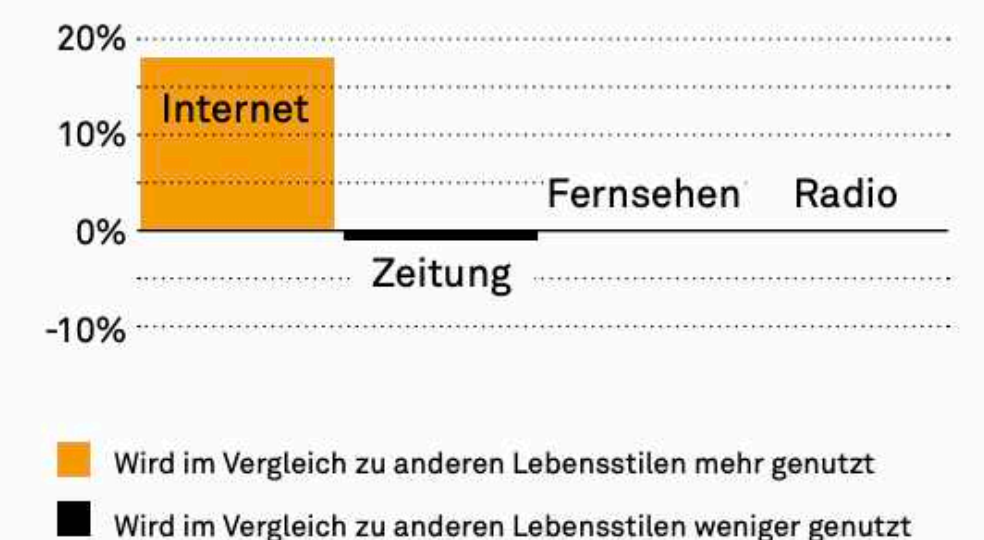 20%
Internet
10%
Fernsehen Radio
0%
Zeitung
-10%
Wird im Vergleich zu anderen Lebensstilen mehr genutzt
Wird im Vergleich zu anderen Lebensstilen weniger genutzt